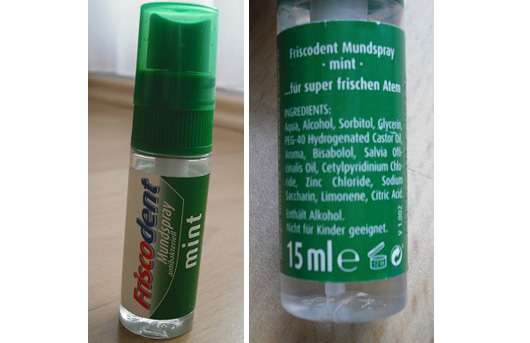 Friscodent
Mundspray
antibakteriell
mint
Friscodent Mundspray
· mint ·
...für super frischen Atem
INGREDIENTS:
Aqua, Alcohol, Sorbitol, Glycerin,
PEG-40 Hydrogenated Castor Oil,
Aroma, Bisabolol, Salvia Offi-
cinalis Oil, Cetylpyridinium Chlo-
ride, Zinc Chloride, Sodium
Saccharin, Limonene, Citric Acid.
Enthält Alkohol.
Nicht für Kinder geeignet.
15 ml e
V 1.002